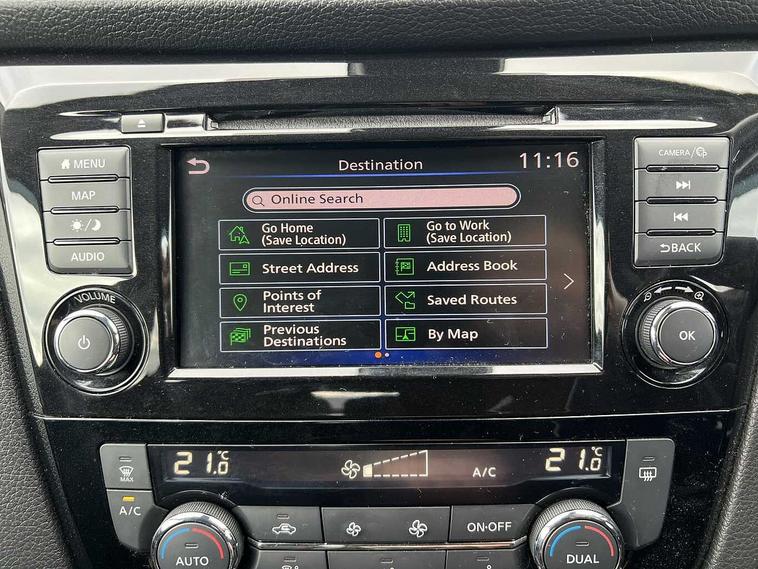 MENU
MAP
AUDIO
VOLUME
Destination
11:16
Online Search
Go Home
(Save Location)
Go to Work
(Save Location)
Street Address
Address Book
Points of
Interest
Saved Routes
Previous
Destinations
By Map
CAMERA/
BACK
OK
21.0°C
A/C
21.0°C
MAX
A/C
AUTO
ON·OFF
DUAL